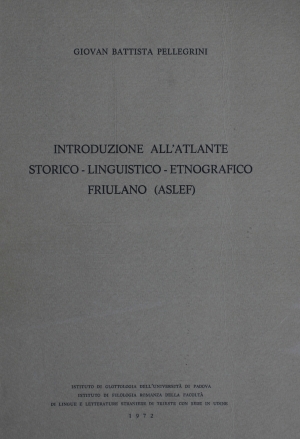 GIOVAN BATTISTA PELLEGRINI
INTRODUZIONE ALL'ATLANTE
STORICO - LINGUISTICO - ETNOGRAFICO
FRIULANO (ASLEF)
ISTITUTO DI GLOTTOLOGIA DELL'UNIVERSITÀ DI PADOVA
ISTITUTO DI FILOLOGIA ROMANZA DELLA FACOLTÀ
DI LINGUE E LETTERATURE STRANIERE DI TRIESTE CON SEDE IN UDINE
1972